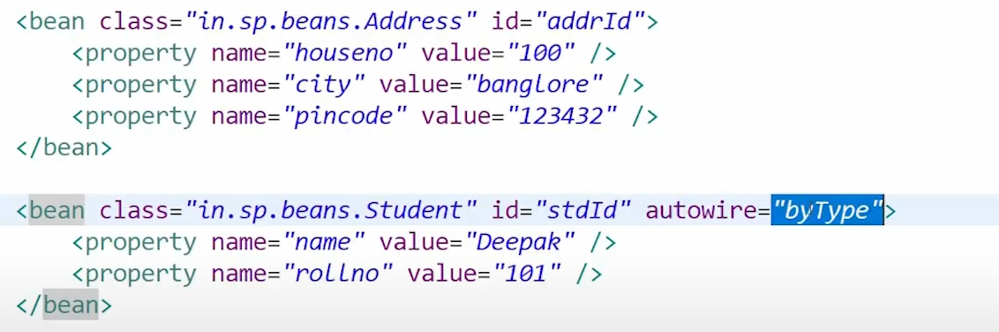 <bean class="in.sp.beans.Address" id="addrId">
<property name="houseno" value="100" />
<property name="city" value="banglore" />
<property name="pincode" value="123432" />
</bean>
<bean class="in.sp.beans.Student" id="stdId" autowire="byType">
<property name="name" value="Deepak" />
<property name="rollno" value="101" />
</bean>